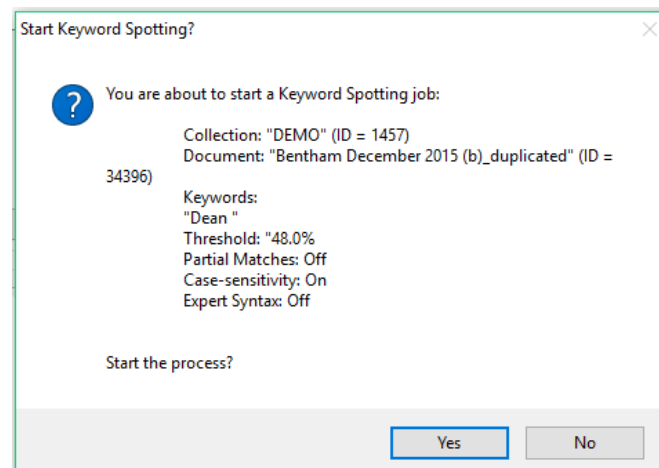 Start Keyword Spotting?
You are about to start a Keyword Spotting job:
Collection: "DEMO" (ID = 1457)
Document: "Bentham December 2015 (b)_duplicated" (ID =
34396)
Keywords:
"Dean "
Threshold: "48.0%
Partial Matches: Off
Case-sensitivity: On
Expert Syntax: Off
Start the process?
Yes No